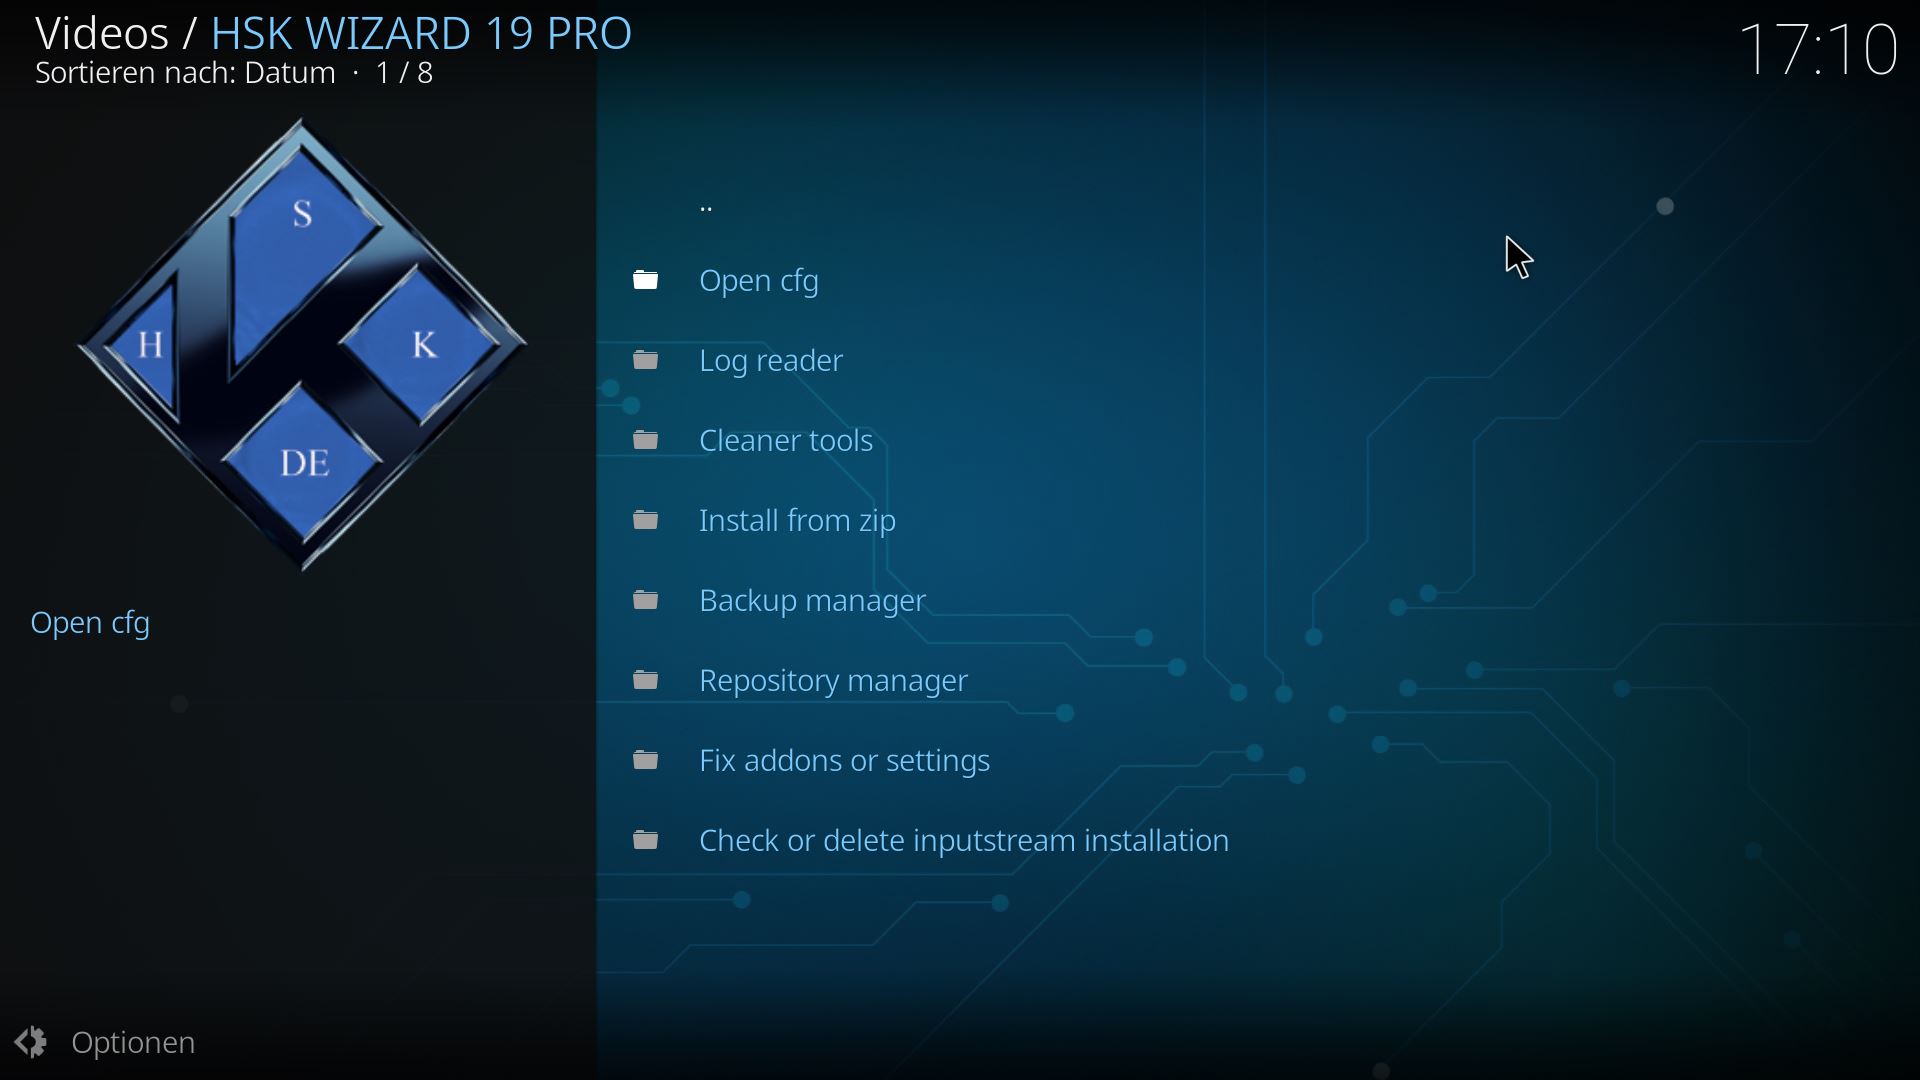 Videos / HSK WIZARD 19 PRO
Sortieren nach: Datum · 1 / 8
17:10
S
H
K
DE
Open cfg
..
Open cfg
Log reader
Cleaner tools
Install from zip
Backup manager
Repository manager
Fix addons or settings
Check or delete inputstream installation
Optionen